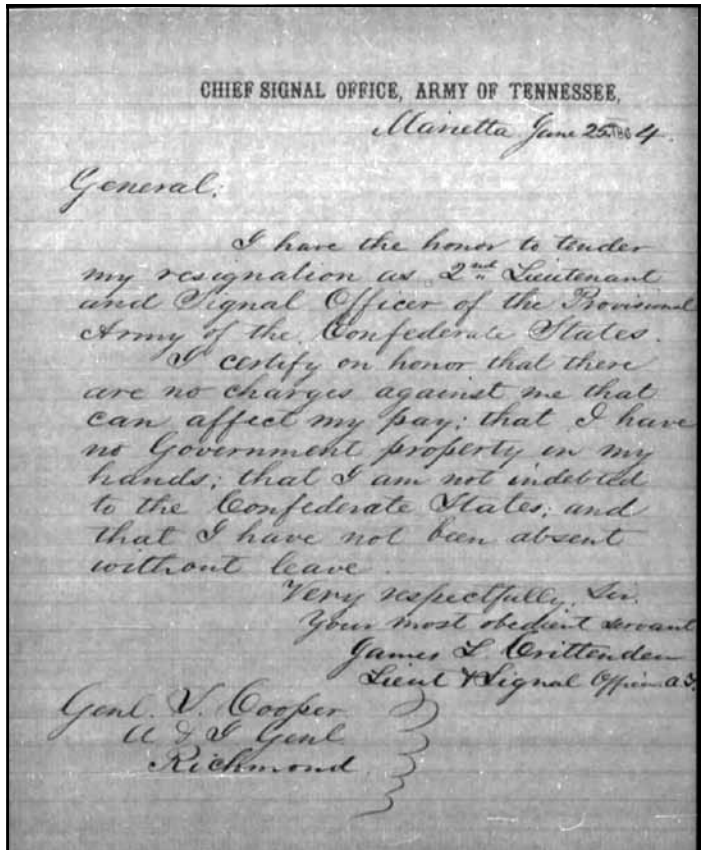 CHIEF SIGNAL OFFICE, ARMY OF TENNESSEE,
Marietta June 25, 1864.
General:
I have the honor to tender
my resignation as 2nd Lieutenant
and Signal Officer of the Provisional
Army of the Confederate States.
I certify on honor that there
are no charges against me that
can affect my pay; that I have
no Government property in my
hands; that I am not indebted
to the Confederate States; and
that I have not been absent
without leave.
Very respectfully, Sir.
Your most obedient servant
James L Crittenden
Lieut & Signal Officer A.T.
Genl. S. Cooper
A & I Genl
Richmond